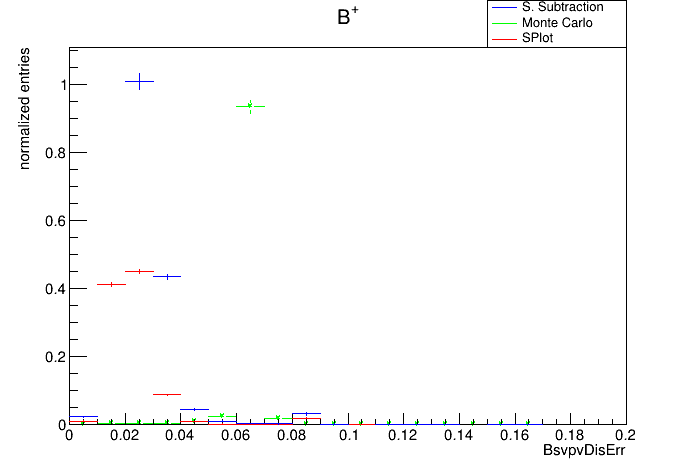 B+
S. Subtraction
Monte Carlo
SPlot
normalized entries
1
0.8
0.6
0.4
0.2
0
0 0.02 0.04 0.06 0.08 0.1 0.12 0.14 0.16 0.18 0.2
BsvpvDisErr